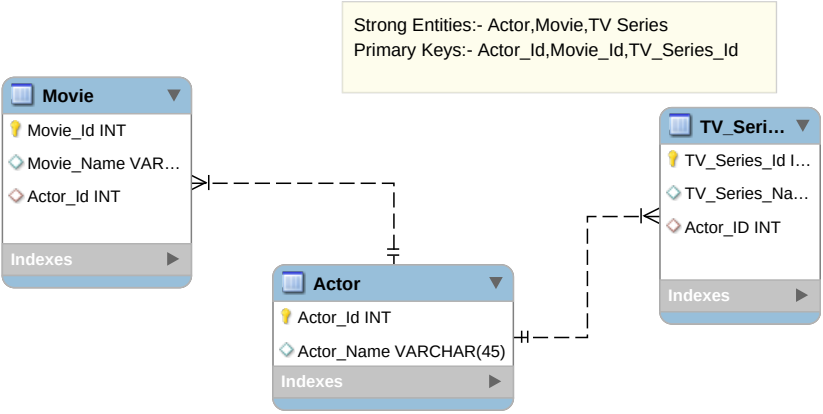 Strong Entities:- Actor,Movie,TV Series
Primary Keys:- Actor_Id,Movie_Id,TV_Series_Id
Movie
Movie_Id INT
Movie_Name VAR...
Actor_Id INT
Indexes
TV_Seri...
TV_Series_Id I...
TV_Series_Na...
Actor_ID INT
Indexes
Actor
Actor_Id INT
Actor_Name VARCHAR(45)
Indexes